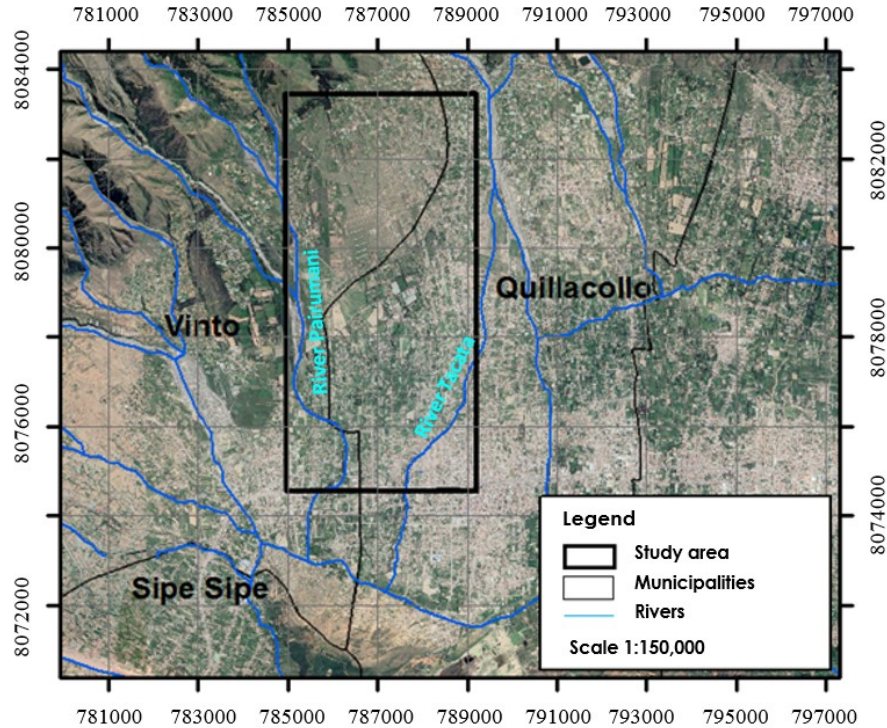 781000 783000 785000 787000 789000 791000 793000 795000 797000
8084000
8082000
8080000
8078000
8076000
8074000
8072000
Quillacollo
Vinto
Sipe Sipe
River Pairumani
River Tacata
Legend
Study area
Municipalities
Rivers
Scale 1:150,000
781000 783000 785000 787000 789000 791000 793000 795000 797000